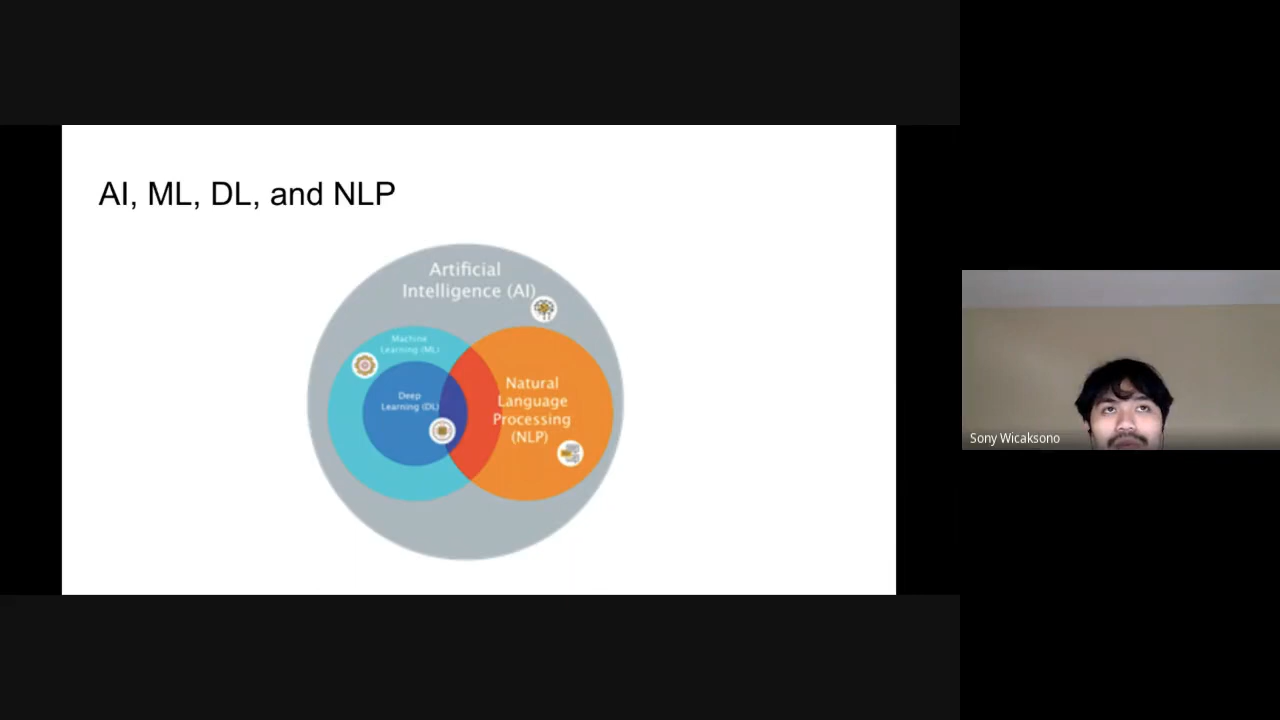 AI, ML, DL, and NLP
Artificial
Intelligence (AI)
Machine
Learning (ML)
Deep
Learning (DL)
Natural
Language
Processing
(NLP)
Sony Wicaksono